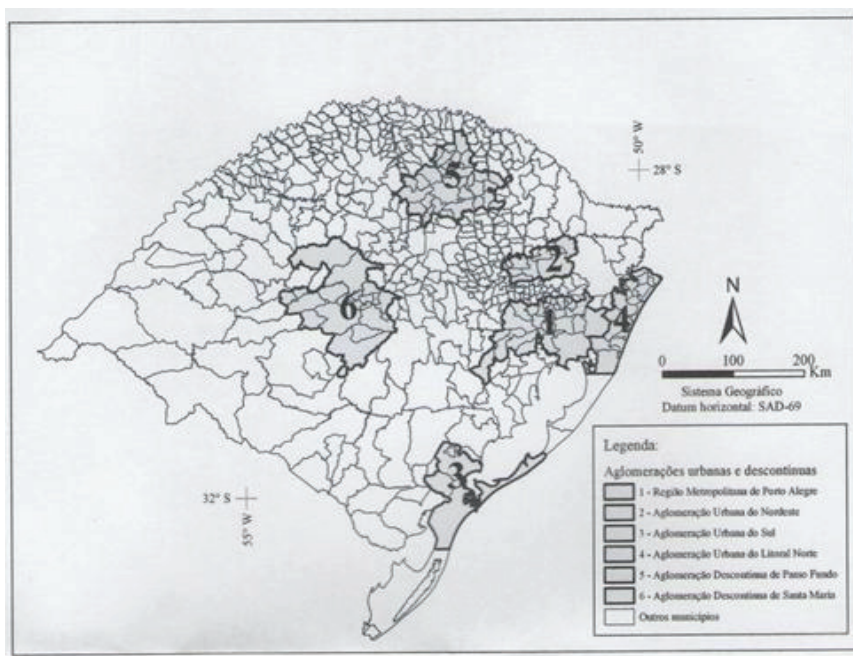 50° W
28° S
5
2
6
1
4
N
0 100 200
Km
Sistema Geográfico
Datum horizontal: SAD-69
3
32° S
55° W
Legenda:
Aglomerações urbanas e descontinuas
1 - Região Metropolitana de Porto Alegre
2 - Aglomeração Urbana do Nordeste
3 - Aglomeração Urbana do Sul
4 - Aglomeração Urbana do Litoral Norte
5 - Aglomeração Descontinua de Passo Fundo
6 - Aglomeração Descontinua de Santa Maria
Outros municípios